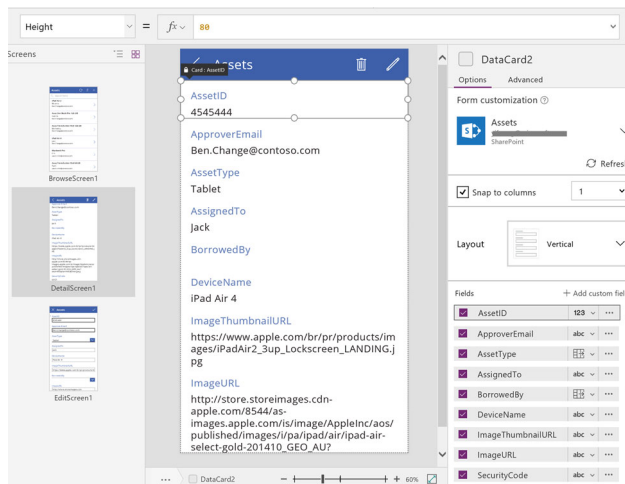 Height = fx 80
Screens
BrowseScreen1
DetailScreen1
EditScreen1
Assets
Card : AssetID
AssetID
4545444
ApproverEmail
Ben.Change@contoso.com
AssetType
Tablet
AssignedTo
Jack
BorrowedBy
DeviceName
iPad Air 4
ImageThumbnailURL
https://www.apple.com/br/pr/products/im
ages/iPadAir2_3up_Lockscreen_LANDING.j
pg
ImageURL
http://store.storeimages.cdn-
apple.com/8544/as-
images.apple.com/is/image/AppleInc/aos/
published/images/i/pa/ipad/air/ipad-air-
select-gold-201410_GEO_AU?
DataCard2
60%
DataCard2
Options Advanced
Form customization
Assets
SharePoint
Refres
Snap to columns 1
Layout Vertical
Fields + Add custom fiel
AssetID 123
ApproverEmail abc
AssetType
AssignedTo abc
BorrowedBy
DeviceName abc
ImageThumbnailURL abc
ImageURL abc
SecurityCode abc